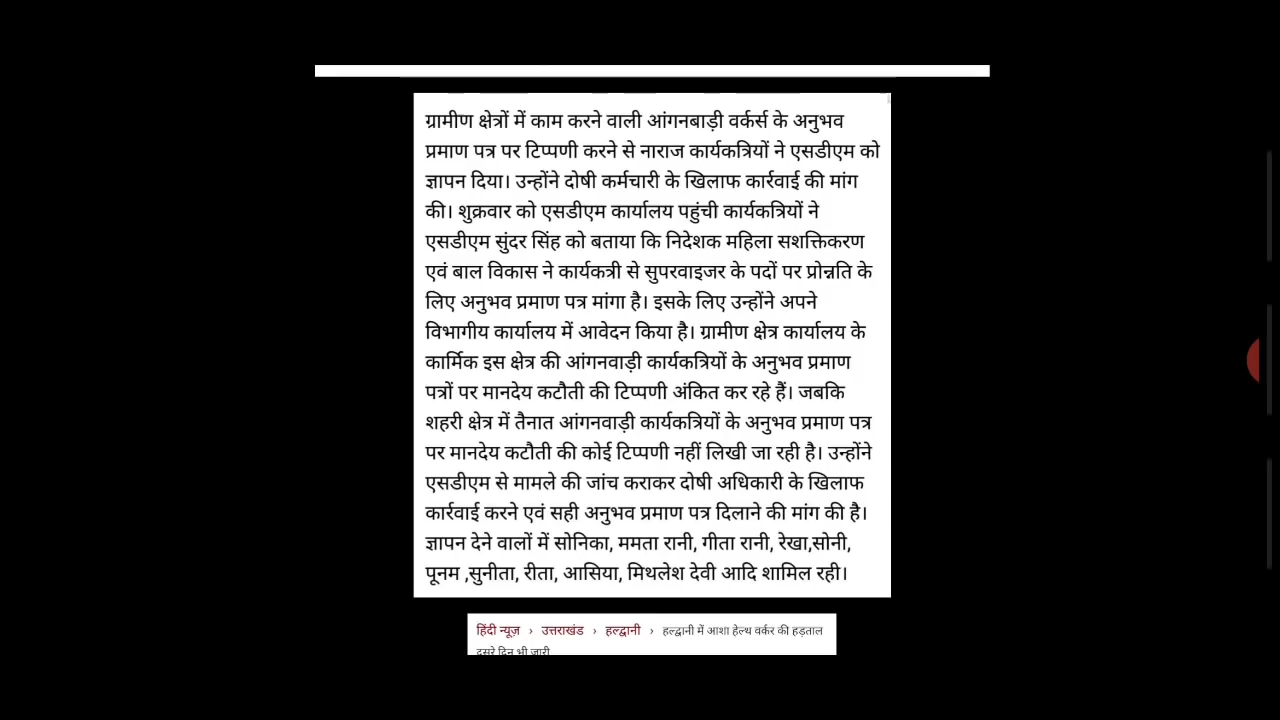 ग्रामीण क्षेत्रों में काम करने वाली आंगनबाड़ी वर्कर्स के अनुभव
प्रमाण पत्र पर टिप्पणी करने से नाराज कार्यकत्रियों ने एसडीएम को
ज्ञापन दिया। उन्होंने दोषी कर्मचारी के खिलाफ कार्रवाई की मांग
की। शुक्रवार को एसडीएम कार्यालय पहुंची कार्यकत्रियों ने
एसडीएम सुंदर सिंह को बताया कि निदेशक महिला सशक्तिकरण
एवं बाल विकास ने कार्यकत्री से सुपरवाइजर के पदों पर प्रोन्नति के
लिए अनुभव प्रमाण पत्र मांगा है। इसके लिए उन्होंने अपने
विभागीय कार्यालय में आवेदन किया है। ग्रामीण क्षेत्र कार्यालय के
कार्मिक इस क्षेत्र की आंगनवाड़ी कार्यकत्रियों के अनुभव प्रमाण
पत्रों पर मानदेय कटौती की टिप्पणी अंकित कर रहे हैं। जबकि
शहरी क्षेत्र में तैनात आंगनवाड़ी कार्यकत्रियों के अनुभव प्रमाण पत्र
पर मानदेय कटौती की कोई टिप्पणी नहीं लिखी जा रही है। उन्होंने
एसडीएम से मामले की जांच कराकर दोषी अधिकारी के खिलाफ
कार्रवाई करने एवं सही अनुभव प्रमाण पत्र दिलाने की मांग की है।
ज्ञापन देने वालों में सोनिका, ममता रानी, गीता रानी, रेखा,सोनी,
पूनम ,सुनीता, रीता, आसिया, मिथलेश देवी आदि शामिल रही।
हिंदी न्यूज़ › उत्तराखंड › हल्द्वानी › हल्द्वानी में आशा हेल्थ वर्कर की हड़ताल
दूसरे दिन भी जारी